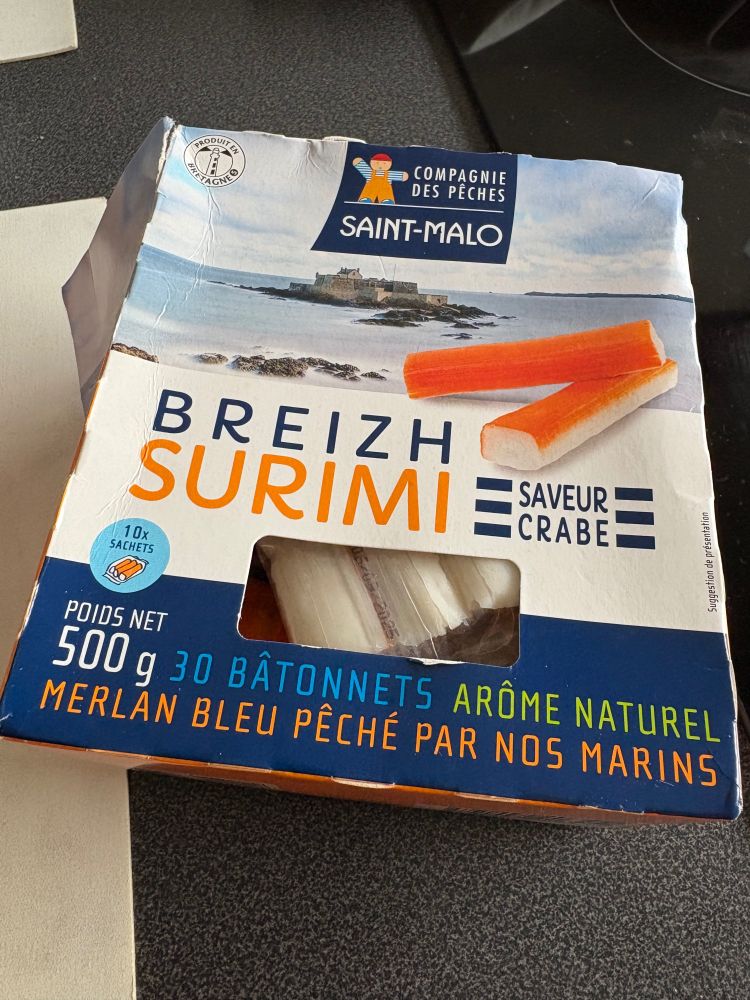 PRODUIT EN
BRETAGNE
COMPAGNIE
DES PÊCHES
SAINT-MALO
BREIZH
SURIMI
SAVEUR
CRABE
10x
SACHETS
Suggestion de présentation
POIDS NET
500 g 30 BÂTONNETS ARÔME NATUREL
MERLAN BLEU PÊCHÉ PAR NOS MARINS